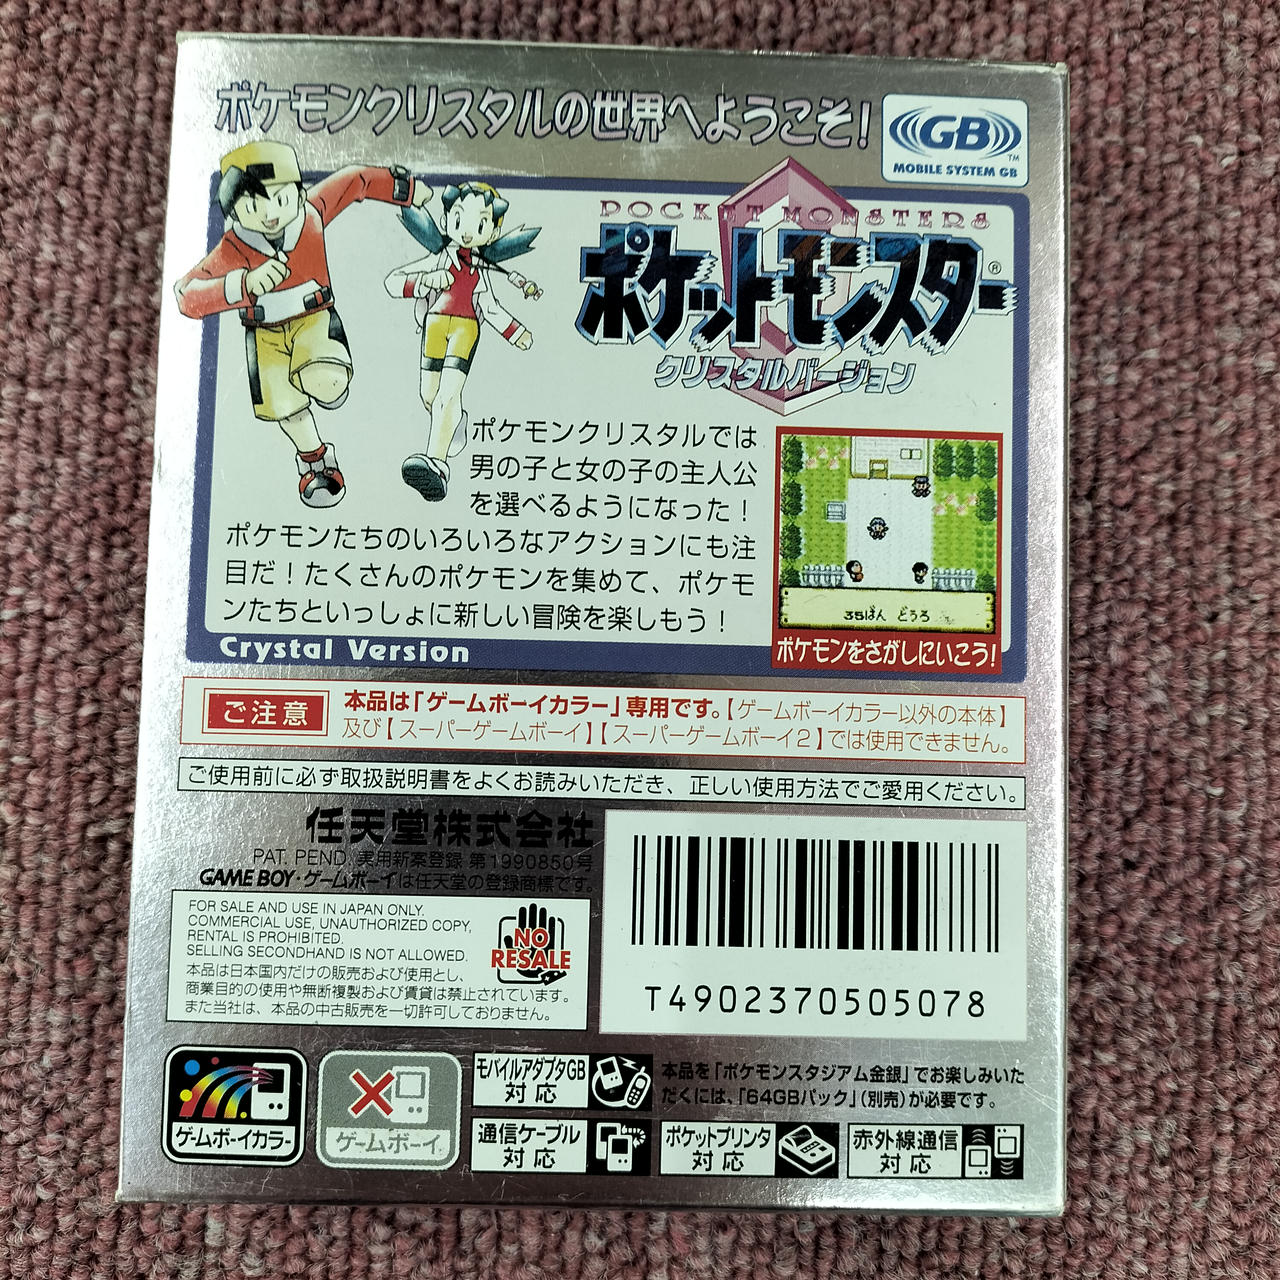 ポケモンクリスタルの世界へようこそ!
GB
TM
MOBILE SYSTEM GB
POCKET MONSTERS
ポケットモンスター®
クリスタルバージョン
ポケモンクリスタルでは
男の子と女の子の主人公
を選べるようになった!
ポケモンたちのいろいろなアクションにも注
目だ!たくさんのポケモンを集めて、ポケモ
ンたちといっしょに新しい冒険を楽しもう!
35ばん どうろ
ポケモンをさがしにいこう!
Crystal Version
ご注意
本品は「ゲームボーイカラー」専用です。【ゲームボーイカラー以外の本体】
及び【スーパーゲームボーイ】【スーパーゲームボーイ2】では使用できません。
ご使用前に必ず取扱説明書をよくお読みいただき、正しい使用方法でご愛用ください。
任天堂株式会社
PAT. PEND. 実用新案登録 第1990850号
GAME BOY・ゲームボーイは任天堂の登録商標です。
FOR SALE AND USE IN JAPAN ONLY.
COMMERCIAL USE, UNAUTHORIZED COPY,
RENTAL IS PROHIBITED.
SELLING SECONDHAND IS NOT ALLOWED.
本品は日本国内だけの販売および使用とし、
商業目的の使用や無断複製および賃貸は禁止されています。
また当社は、本品の中古販売を一切許可しておりません。
NO
RESALE
T4902370505078
ゲームボーイカラー
ゲームボーイ
モバイルアダプタGB
対応
本品を「ポケモンスタジアム金銀」でお楽しみいた
だくには、「64GBパック」(別売)が必要です。
通信ケーブル
対応
ポケットプリンタ
対応
赤外線通信
対応